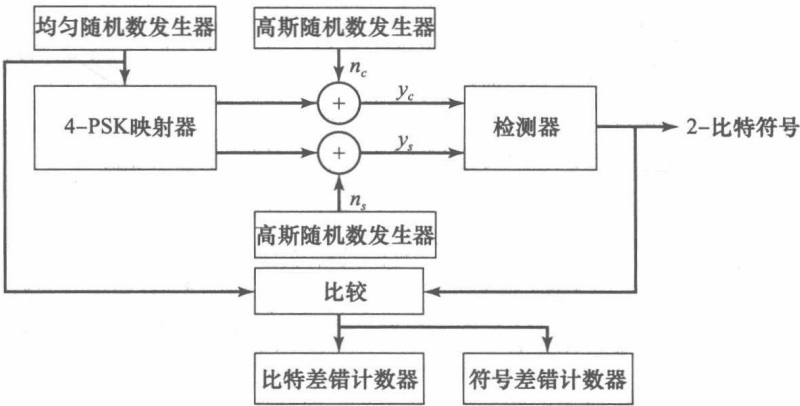 均匀随机数发生器
高斯随机数发生器
n_c
4-PSK映射器
+
y_c
检测器
2-比特符号
+
y_s
n_s
高斯随机数发生器
比较
比特差错计数器
符号差错计数器